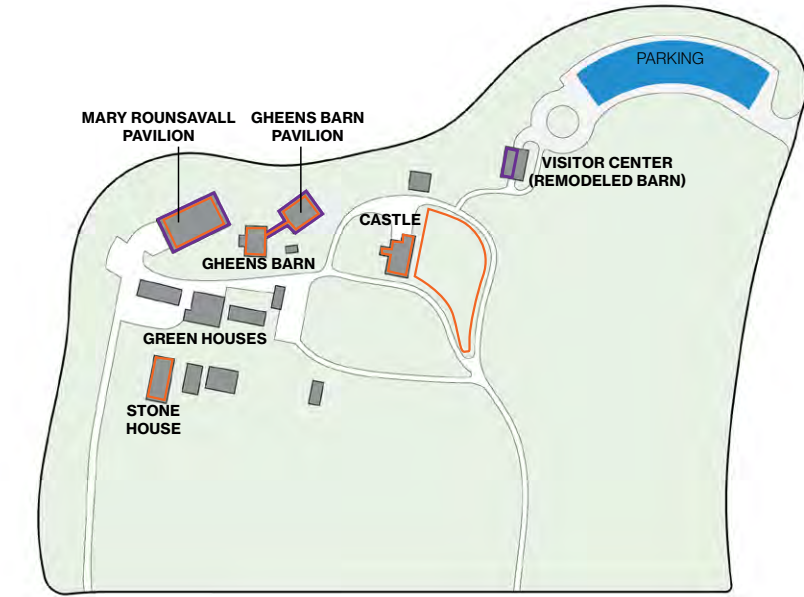 PARKING
MARY ROUNSAVALL
PAVILION
GHEENS BARN
PAVILION
VISITOR CENTER
(REMODELED BARN)
CASTLE
GHEENS BARN
GREEN HOUSES
STONE
HOUSE